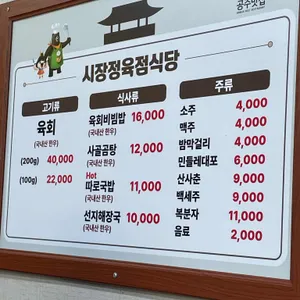 공주맛집
시장정육점식당
고기류
육회
(국내산 한우)
(200g) 40,000
(100g) 22,000
식사류
육회비빔밥 16,000
(국내산 한우)
사골곰탕 12,000
(국내산 한우)
Hot
따로국밥 11,000
(국내산 한우)
선지해장국 10,000
(국내산 한우)
주류
소주 4,000
맥주 4,000
밤막걸리 4,000
민들레대포 6,000
산사춘 9,000
백세주 9,000
복분자 11,000
음료 2,000